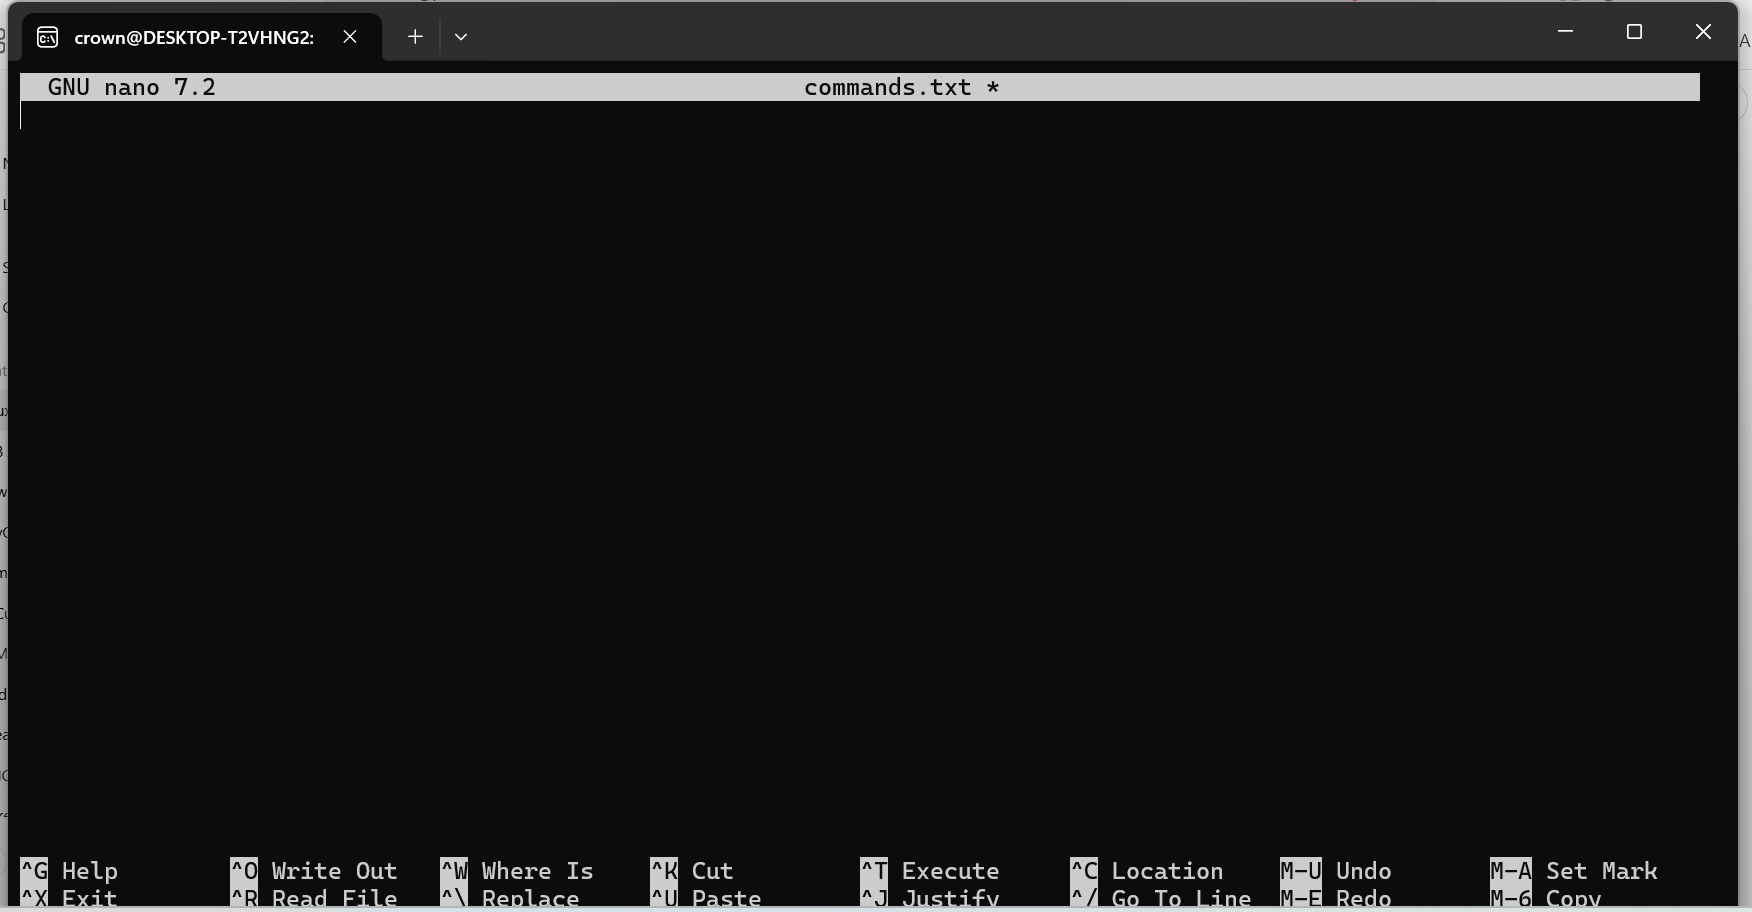 crown@DESKTOP-T2VHNG2:
GNU nano 7.2 commands.txt *
^G Help ^O Write Out ^W Where Is ^K Cut ^T Execute ^C Location M-U Undo M-A Set Mark
^X Exit ^R Read File ^\ Replace ^U Paste ^J Justify ^/ Go To Line M-E Redo M-6 Copy